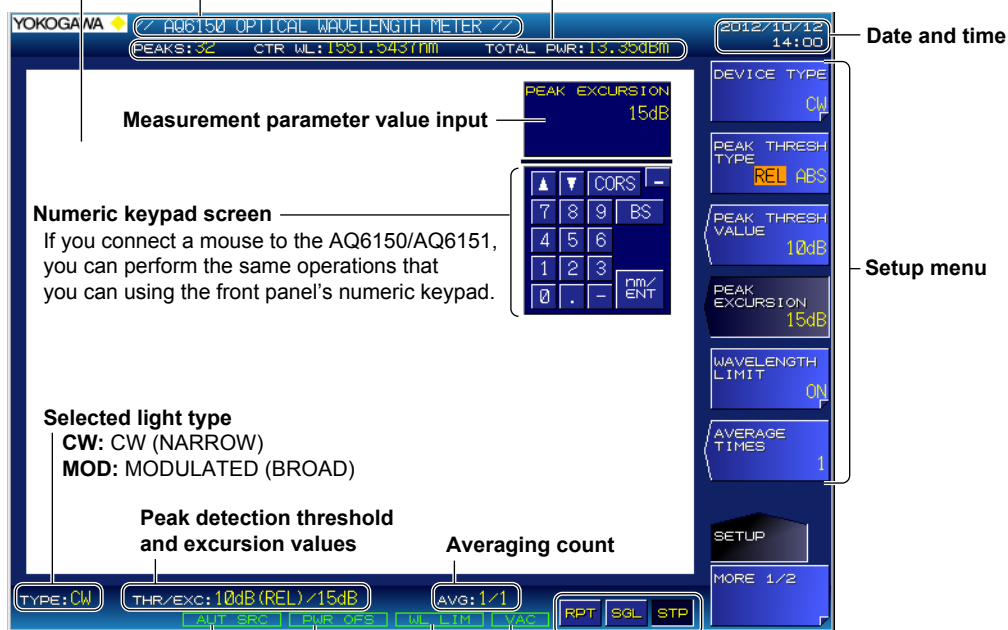 YOKOGAWA
// AQ6150 OPTICAL WAVELENGTH METER //
2012/10/12
14:00
Date and time
PEAKS:32 CTR WL:1551.5437nm TOTAL PWR:13.35dBm
DEVICE TYPE
CW
PEAK EXCURSION
15dB
Measurement parameter value input
PEAK THRESH
TYPE
REL ABS
CORS -
7 8 9 BS
4 5 6
1 2 3
0 . - nm/
ENT
Numeric keypad screen
If you connect a mouse to the AQ6150/AQ6151,
you can perform the same operations that
you can using the front panel’s numeric keypad.
PEAK THRESH
VALUE
10dB
Setup menu
PEAK
EXCURSION
15dB
WAVELENGTH
LIMIT
ON
AVERAGE
TIMES
1
Selected light type
CW: CW (NARROW)
MOD: MODULATED (BROAD)
Peak detection threshold
and excursion values
Averaging count
SETUP
MORE 1/2
TYPE:CW THR/EXC:10dB(REL)/15dB AVG:1/1
RPT SGL STP
AUT SRC PWR OFS WL LIM VAC